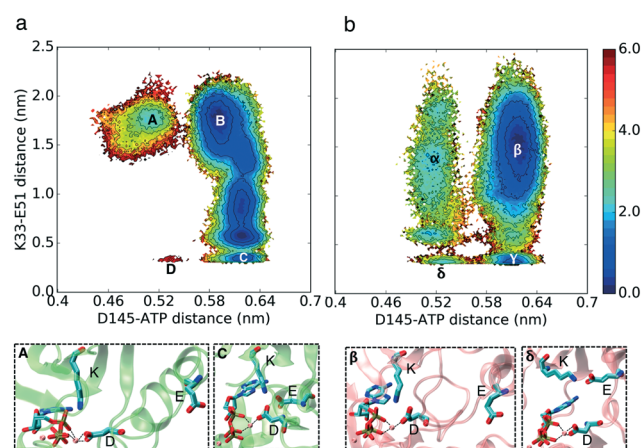 a
b
2.5
2.0
1.5
1.0
0.5
0.0
K33-E51 distance (nm)
A
B
C
D
0.4 0.46 0.52 0.58 0.64 0.7
D145-ATP distance (nm)
α
β
γ
δ
0.4 0.46 0.52 0.58 0.64 0.7
D145-ATP distance (nm)
6.0
4.0
2.0
0.0
A
K
E
D
C
K
E
D
β
K
E
D
δ
K
E
D